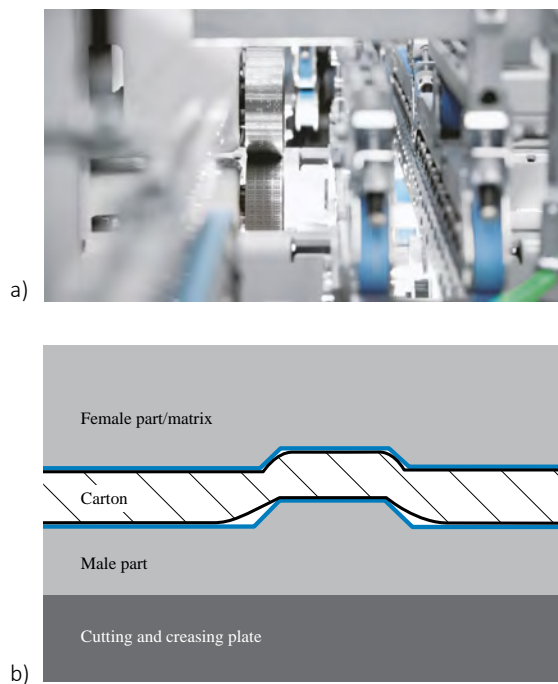 a)
Female part/matrix
Carton
Male part
Cutting and creasing plate
b)